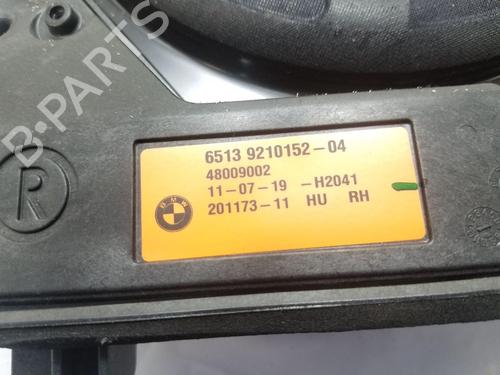 B-PARTS
R
6513 9210152-04
48009002
11-07-19 -H2041
201173-11 HU RH
BMW